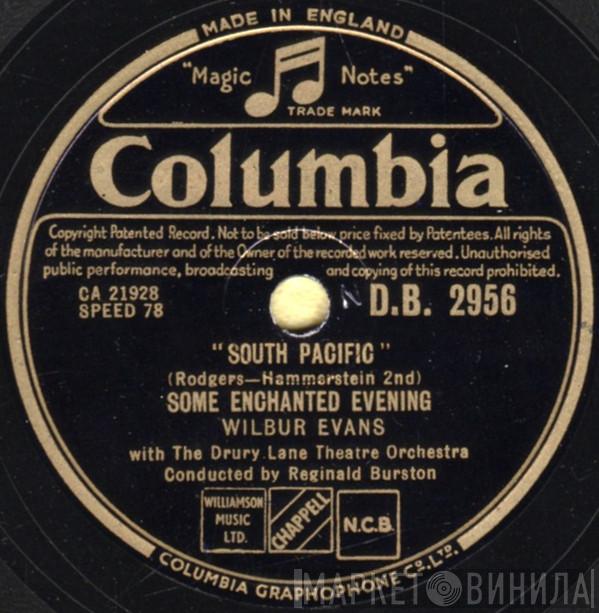 MADE IN ENGLAND
"Magic Notes"
TRADE MARK
Columbia
Copyright Patented Record. Not to be sold below price fixed by Patentees. All rights
of the manufacturer and of the Owner of the recorded work reserved. Unauthorised
public performance, broadcasting and copying of this record prohibited.
CA 21928
SPEED 78
N D.B. 2956
"SOUTH PACIFIC"
(Rodgers—Hammerstein 2nd)
SOME ENCHANTED EVENING
WILBUR EVANS
with The Drury Lane Theatre Orchestra
Conducted by Reginald Burston
WILLIAMSON
MUSIC
LTD.
CHAPPELL
N.C.B.
COLUMBIA GRAPHOPHONE CO., LTD.
МАРКЕТ ВИНИЛА